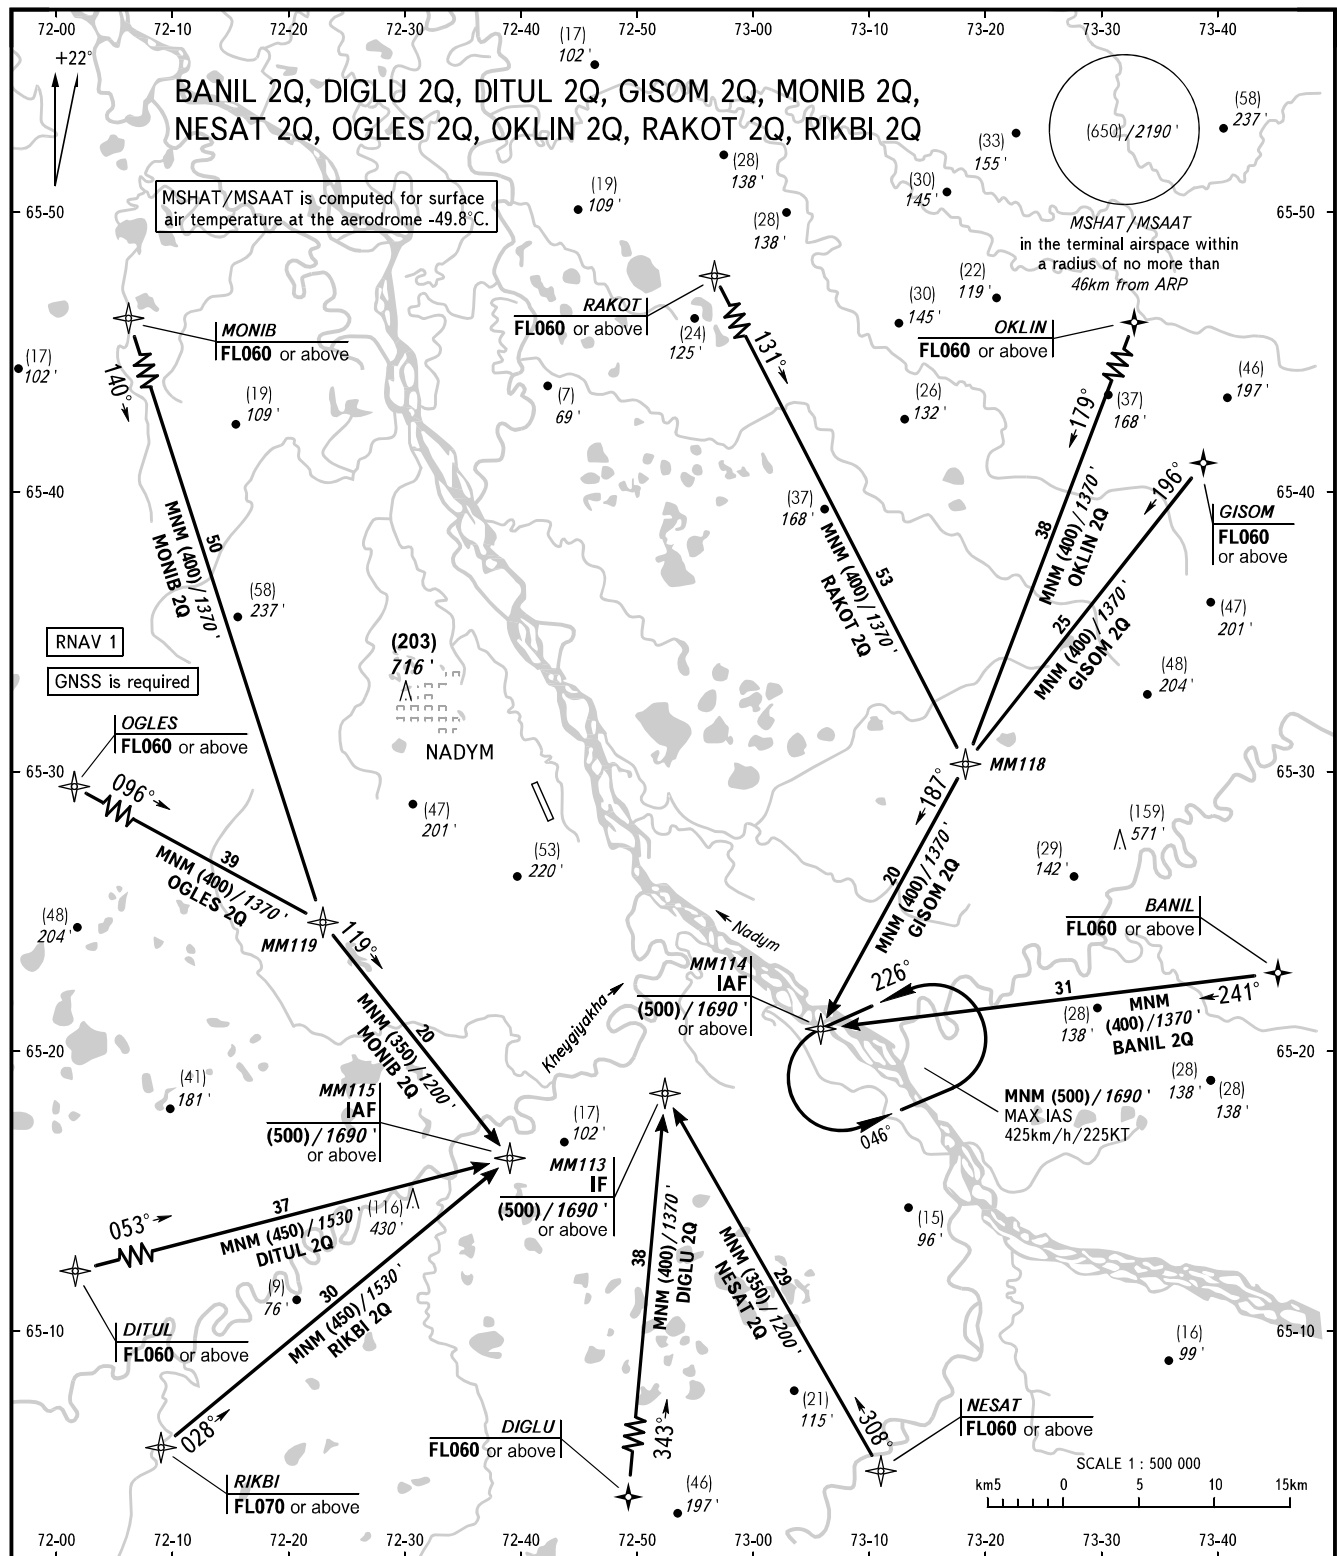 72-00 72-10 72-20 72-30 72-40 72-50 73-00 73-10 73-20 73-30 73-40
+22°
(17)
102'
BANIL 2Q, DIGLU 2Q, DITUL 2Q, GISOM 2Q, MONIB 2Q,
NESAT 2Q, OGLES 2Q, OKLIN 2Q, RAKOT 2Q, RIKBI 2Q
MSHAT/MSAAT is computed for surface
air temperature at the aerodrome -49.8°C.
(58)
237'
(650)/2190'
(33)
155'
(28)
138'
(30)
145'
(19)
109'
(28)
138'
65-50
65-50
MSHAT/MSAAT
in the terminal airspace within
a radius of no more than
46km from ARP
(22)
119'
(30)
145'
RAKOT
FL060 or above
(24)
125'
131°
OKLIN
FL060 or above
MONIB
FL060 or above
140°
(17)
102'
(19)
109'
(7)
69'
(26)
132'
179°
(37)
168'
(46)
197'
65-40
65-40
196°
GISOM
FL060
or above
50
MNM (400)/1370'
MONIB 2Q
(37)
168'
53
MNM (400)/1370'
RAKOT 2Q
38
MNM (400)/1370'
OKLIN 2Q
25
MNM (400)/1370'
GISOM 2Q
(58)
237'
(47)
201'
(48)
204'
RNAV 1
GNSS is required
(203)
716'
NADYM
OGLES
FL060 or above
096°
65-30
65-30
MM118
187°
(47)
201'
(53)
220'
(159)
571'
(29)
142'
39
MNM (400)/1370'
OGLES 2Q
20
MNM (400)/1370'
GISOM 2Q
BANIL
FL060 or above
(48)
204'
MM119
119°
Nadym
MM114
IAF
(500)/1690'
or above
226°
31
241°
MNM
(400)/1370'
BANIL 2Q
(28)
138'
20
MNM (350)/1200'
MONIB 2Q
Kheygiyakha
65-20
65-20
(41)
181'
(28)
138'
(28)
138'
MM115
IAF
(500)/1690'
or above
MNM (500)/1690'
MAX IAS
425km/h/225KT
046°
(17)
102'
MM113
IF
(500)/1690'
or above
053°
37
MNM (450)/1530'
DITUL 2Q
(116)
430'
(15)
96'
38
MNM (400)/1370'
DIGLU 2Q
29
MNM (350)/1200'
NESAT 2Q
(9)
76'
30
MNM (450)/1530'
RIKBI 2Q
65-10
65-10
DITUL
FL060 or above
(16)
99'
(21)
115'
028°
DIGLU
FL060 or above
343°
308°
NESAT
FL060 or above
RIKBI
FL070 or above
(46)
197'
SCALE 1 : 500 000
km5 0 5 10 15km
72-00 72-10 72-20 72-30 72-40 72-50 73-00 73-10 73-20 73-30 73-40